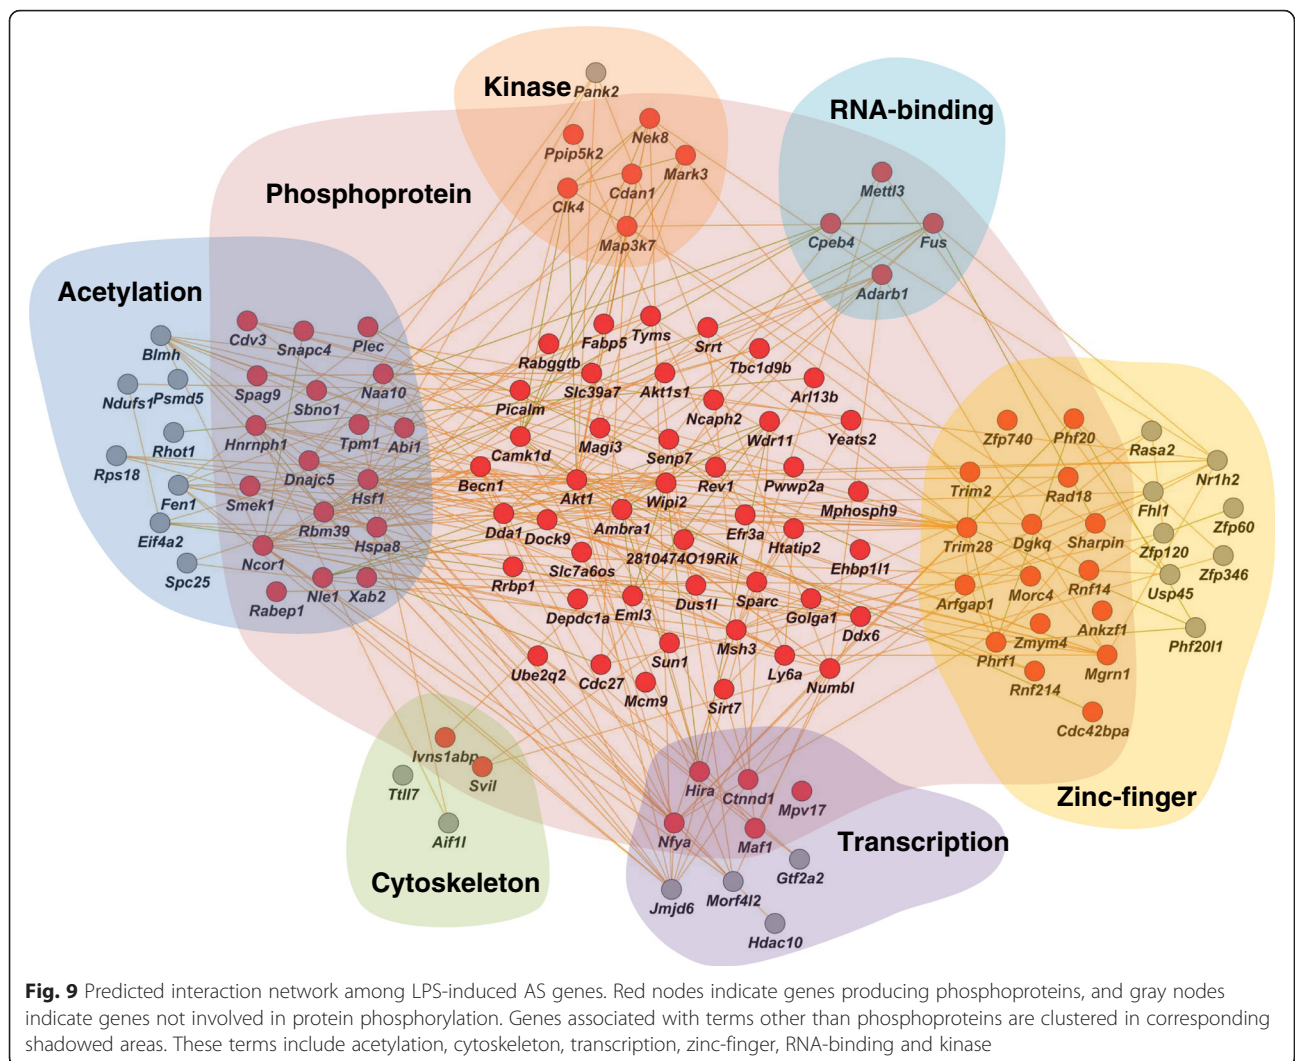 Kinase
Pank2
RNA-binding
Nek8
Ppip5k2
Mark3
Mettl3
Phosphoprotein
Cdan1
Clk4
Map3k7
Cpeb4
Fus
Adarb1
Acetylation
Cdv3
Snapc4
Plec
Blmh
Fabp5
Tyms
Srrt
Rabggtb
Tbc1d9b
Ndufs1
Psmd5
Spag9
Sbno1
Naa10
Picalm
Slc39a7
Akt1s1
Arl13b
Ncaph2
Rhot1
Hnrnph1
Tpm1
Abi1
Camk1d
Magi3
Senp7
Wdr11
Yeats2
Zfp740
Phf20
Rasa2
Rps18
Dnajc5
Becn1
Akt1
Wipi2
Rev1
Pwwp2a
Nr1h2
Trim2
Rad18
Fen1
Smek1
Hsf1
Mphosph9
Fhl1
Zfp60
Eif4a2
Rbm39
Hspa8
Dda1
Dock9
Ambra1
Efr3a
Htatip2
Trim28
Dgkq
Sharpin
Zfp120
Spc25
Ncor1
Rrbp1
Slc7a6os
2810474O19Rik
Ehbp1l1
Zfp346
Rabep1
Nle1
Xab2
Depdc1a
Eml3
Dus1l
Sparc
Golga1
Ddx6
Arfgap1
Morc4
Rnf14
Usp45
Ankzf1
Zmym4
Phf20l1
Ube2q2
Cdc27
Sun1
Msh3
Ly6a
Numbl
Phrf1
Mgrn1
Mcm9
Sirt7
Rnf214
Cdc42bpa
Ivns1abp
Svil
Ttll7
Aif1l
Cytoskeleton
Hira
Ctnnd1
Mpv17
Zinc-finger
Nfya
Maf1
Transcription
Gtf2a2
Jmjd6
Morf4l2
Hdac10
Fig. 9 Predicted interaction network among LPS-induced AS genes. Red nodes indicate genes producing phosphoproteins, and gray nodes
indicate genes not involved in protein phosphorylation. Genes associated with terms other than phosphoproteins are clustered in corresponding
shadowed areas. These terms include acetylation, cytoskeleton, transcription, zinc-finger, RNA-binding and kinase